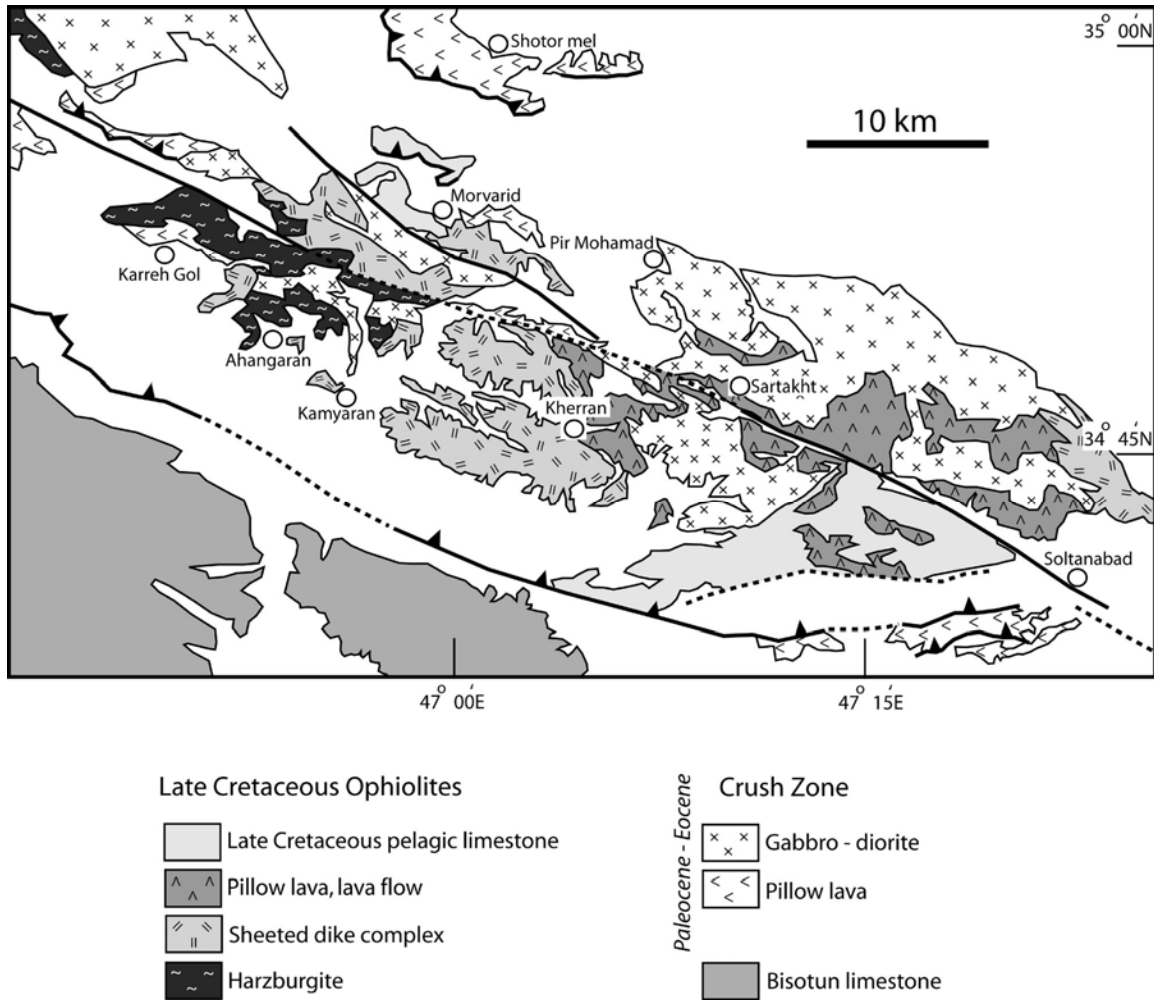 35° 00′N
Shotor mel
10 km
Morvarid
Pir Mohamad
Karreh Gol
Ahangaran
Sartakht
Kamyaran
Kherran
34° 45′N
Soltanabad
47° 00′E
47° 15′E
Late Cretaceous Ophiolites
Late Cretaceous pelagic limestone
Pillow lava, lava flow
Sheeted dike complex
Harzburgite
Paleocene - Eocene
Crush Zone
Gabbro - diorite
Pillow lava
Bisotun limestone